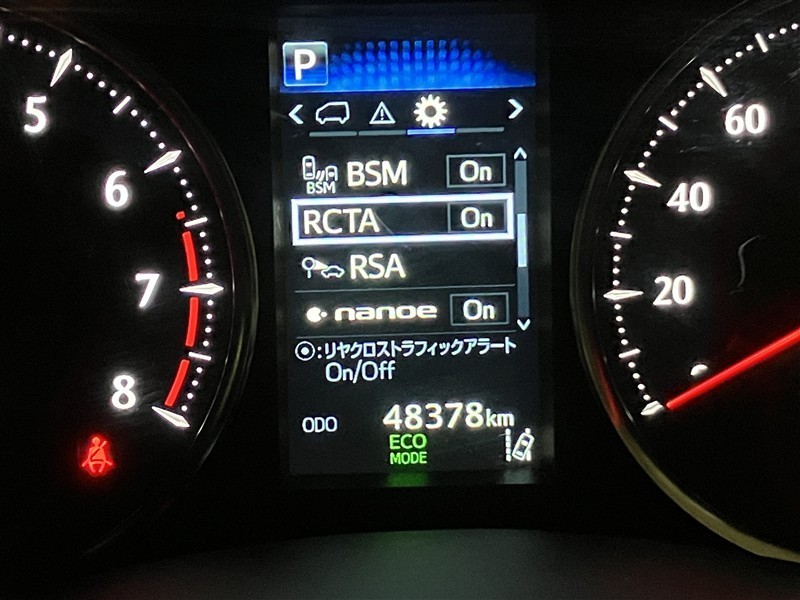 5
6
7
8
P
BSM BSM On
RCTA On
RSA
nanoe On
:リヤクロストラフィックアラート
On/Off
ODO 48378km
ECO
MODE
60
40
20